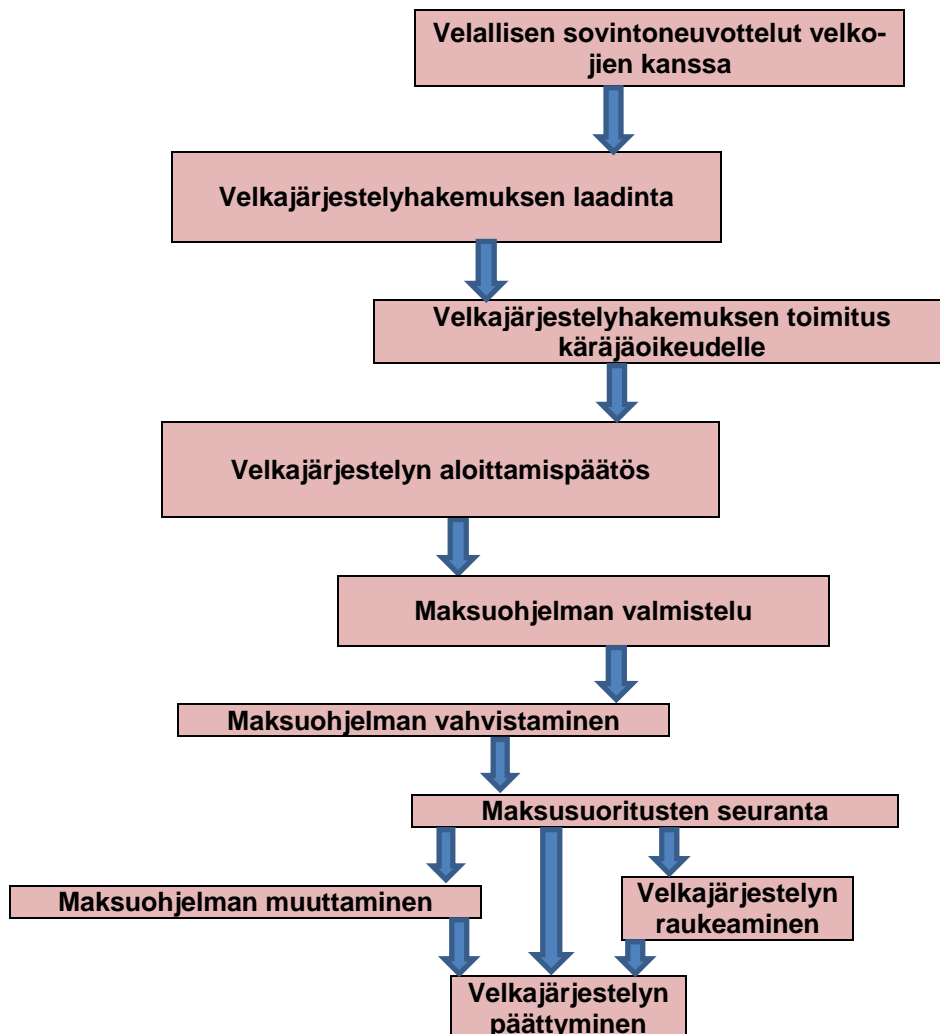 Velallisen sovintoneuvottelut velko-
jien kanssa
Velkajärjestelyhakemuksen laadinta
Velkajärjestelyhakemuksen toimitus
käräjäoikeudelle
Velkajärjestelyn aloittamispäätös
Maksuohjelman valmistelu
Maksuohjelman vahvistaminen
Maksusuoritusten seuranta
Maksuohjelman muuttaminen
Velkajärjestelyn
raukeaminen
Velkajärjestelyn
päättyminen